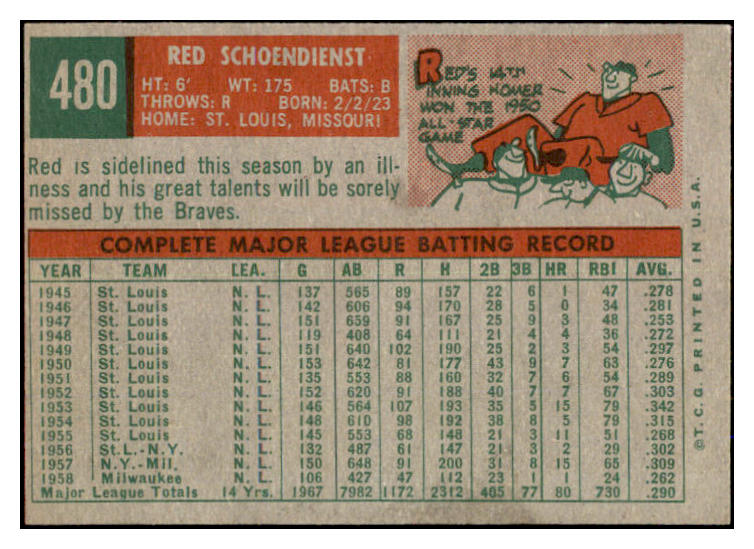 480
RED SCHOENDIENST
HT: 6' WT: 175 BATS: B
THROWS: R BORN: 2/2/23
HOME: ST. LOUIS, MISSOURI
RED'S 14TH
INNING HOMER
WON THE 1950
ALL-STAR
GAME
Red is sidelined this season by an ill-
ness and his great talents will be sorely
missed by the Braves.
COMPLETE MAJOR LEAGUE BATTING RECORD
YEAR TEAM LEA. G AB R H 2B 3B HR RBI AVG.
1945 St. Louis N. L. 137 565 89 157 22 6 1 47 .278
1946 St. Louis N. L. 142 606 94 170 28 5 0 34 .281
1947 St. Louis N. L. 151 659 91 167 25 9 3 48 .253
1948 St. Louis N. L. 119 408 64 111 21 4 4 36 .272
1949 St. Louis N. L. 151 640 102 190 25 2 3 54 .297
1950 St. Louis N. L. 153 642 81 177 43 9 7 63 .276
1951 St. Louis N. L. 135 553 88 160 32 7 6 54 .289
1952 St. Louis N. L. 152 620 91 188 40 7 7 67 .303
1953 St. Louis N. L. 146 564 107 193 35 5 15 79 .342
1954 St. Louis N. L. 148 610 98 192 38 8 5 79 .315
1955 St. Louis N. L. 145 553 68 148 21 3 11 51 .268
1956 St.L.-N.Y. N. L. 132 487 61 147 21 3 2 29 .302
1957 N.Y.-Mil. N. L. 150 648 91 200 31 8 15 65 .309
1958 Milwaukee N. L. 106 427 47 112 23 1 1 24 .262
Major League Totals 14 Yrs. 1967 7982 1172 2312 405 77 80 730 .290
© T.C.G. PRINTED IN U.S.A.